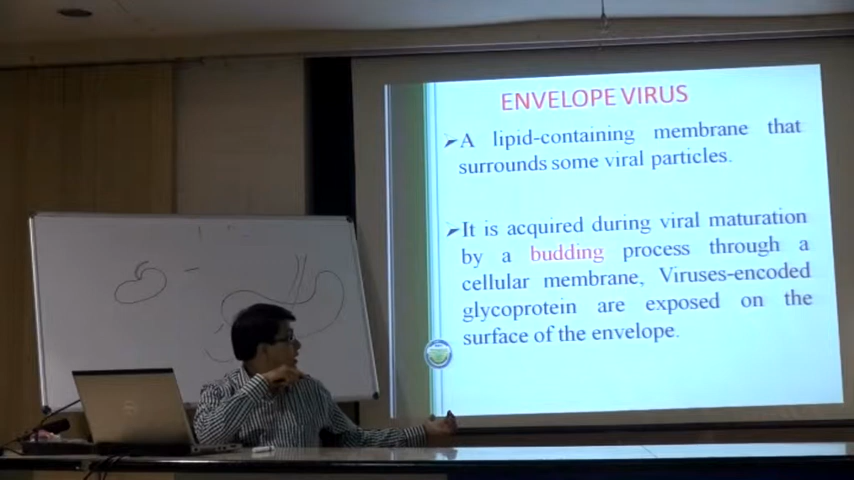 ENVELOPE VIRUS
➤A lipid-containing membrane that
surrounds some viral particles.
➤It is acquired during viral maturation
by a budding process through a
cellular membrane, Viruses-encoded
glycoprotein are exposed on the
surface of the envelope.